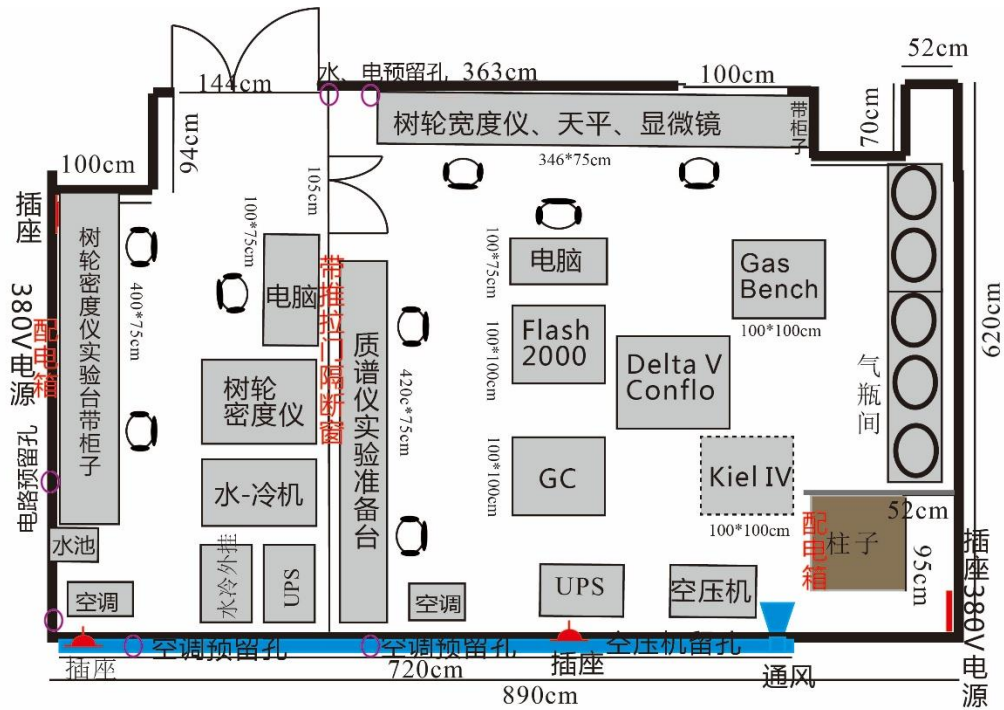 52cm
144cm
水、电预留孔
363cm
100cm
树轮宽度仪、天平、显微镜
带柜子
70cm
94cm
346*75cm
100cm
105cm
插座
380V电源
配电箱
电路预留孔
树轮密度仪实验台带柜子
400*75cm
100*75cm
电脑
带推拉门隔断窗
树轮
密度仪
水-冷机
水冷外挂
UPS
水池
空调
质谱仪实验准备台
420c*75cm
100*75cm
电脑
100*100cm
Flash
2000
Gas
Bench
100*100cm
Delta V
Conflo
100*100cm
GC
Kiel IV
100*100cm
气瓶间
620cm
52cm
配电箱
柱子
95cm
插座380V电源
空调
UPS
空压机
插座
空调预留孔
空调预留孔
插座
空压机留孔
通风
720cm
890cm